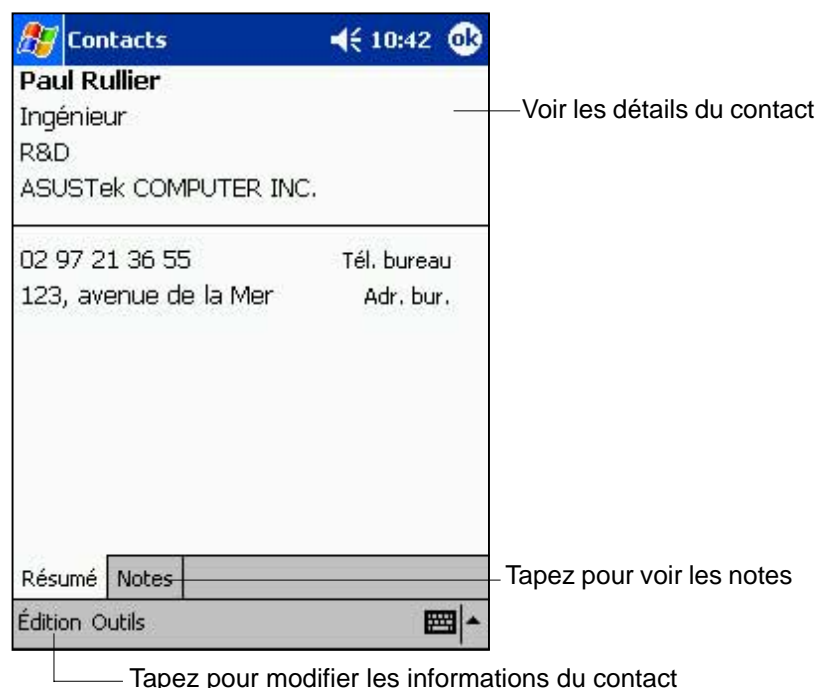 Contacts 10:42 ok
Paul Rullier
Ingénieur
R&D
ASUSTek COMPUTER INC.
Voir les détails du contact
02 97 21 36 55 Tél. bureau
123, avenue de la Mer Adr. bur.
Résumé Notes
Tapez pour voir les notes
Édition Outils
Tapez pour modifier les informations du contact